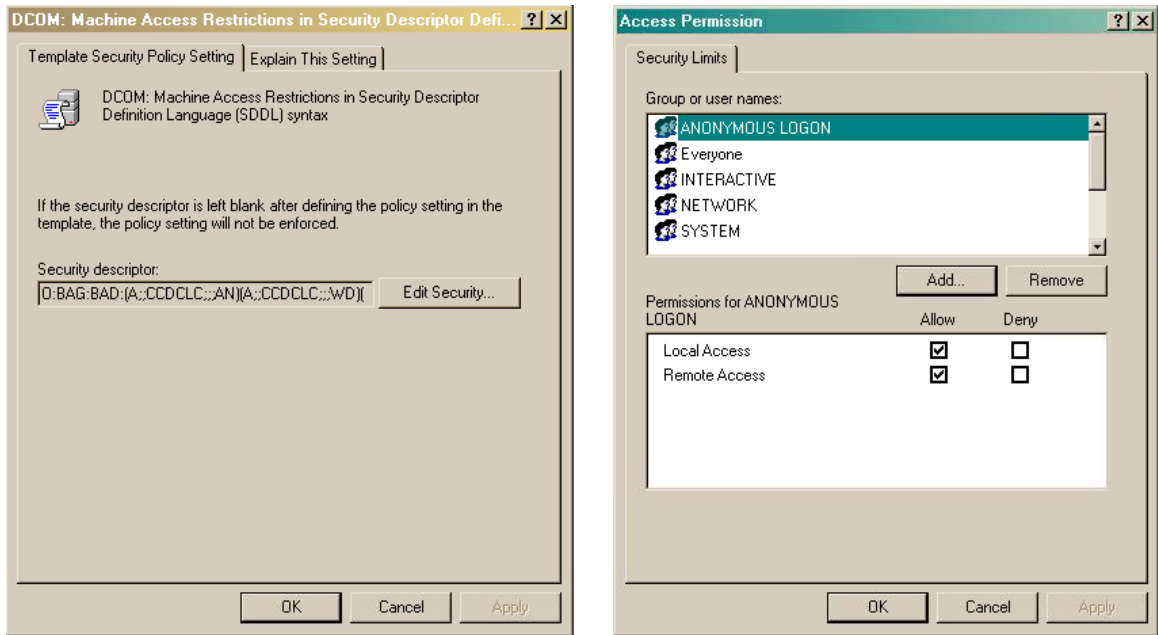 DCOM: Machine Access Restrictions in Security Descriptor Defi...
Template Security Policy Setting
Explain This Setting
DCOM: Machine Access Restrictions in Security Descriptor
Definition Language (SDDL) syntax
If the security descriptor is left blank after defining the policy setting in the
template, the policy setting will not be enforced.
Security descriptor:
O:BAG:BAD:(A;;CCDCLC;;;AN)(A;;CCDCLC;;;WD)(
Edit Security...
OK
Cancel
Apply
Access Permission
Security Limits
Group or user names:
ANONYMOUS LOGON
Everyone
INTERACTIVE
NETWORK
SYSTEM
Add...
Remove
Permissions for ANONYMOUS
LOGON
Allow
Deny
Local Access
Remote Access
OK
Cancel
Apply